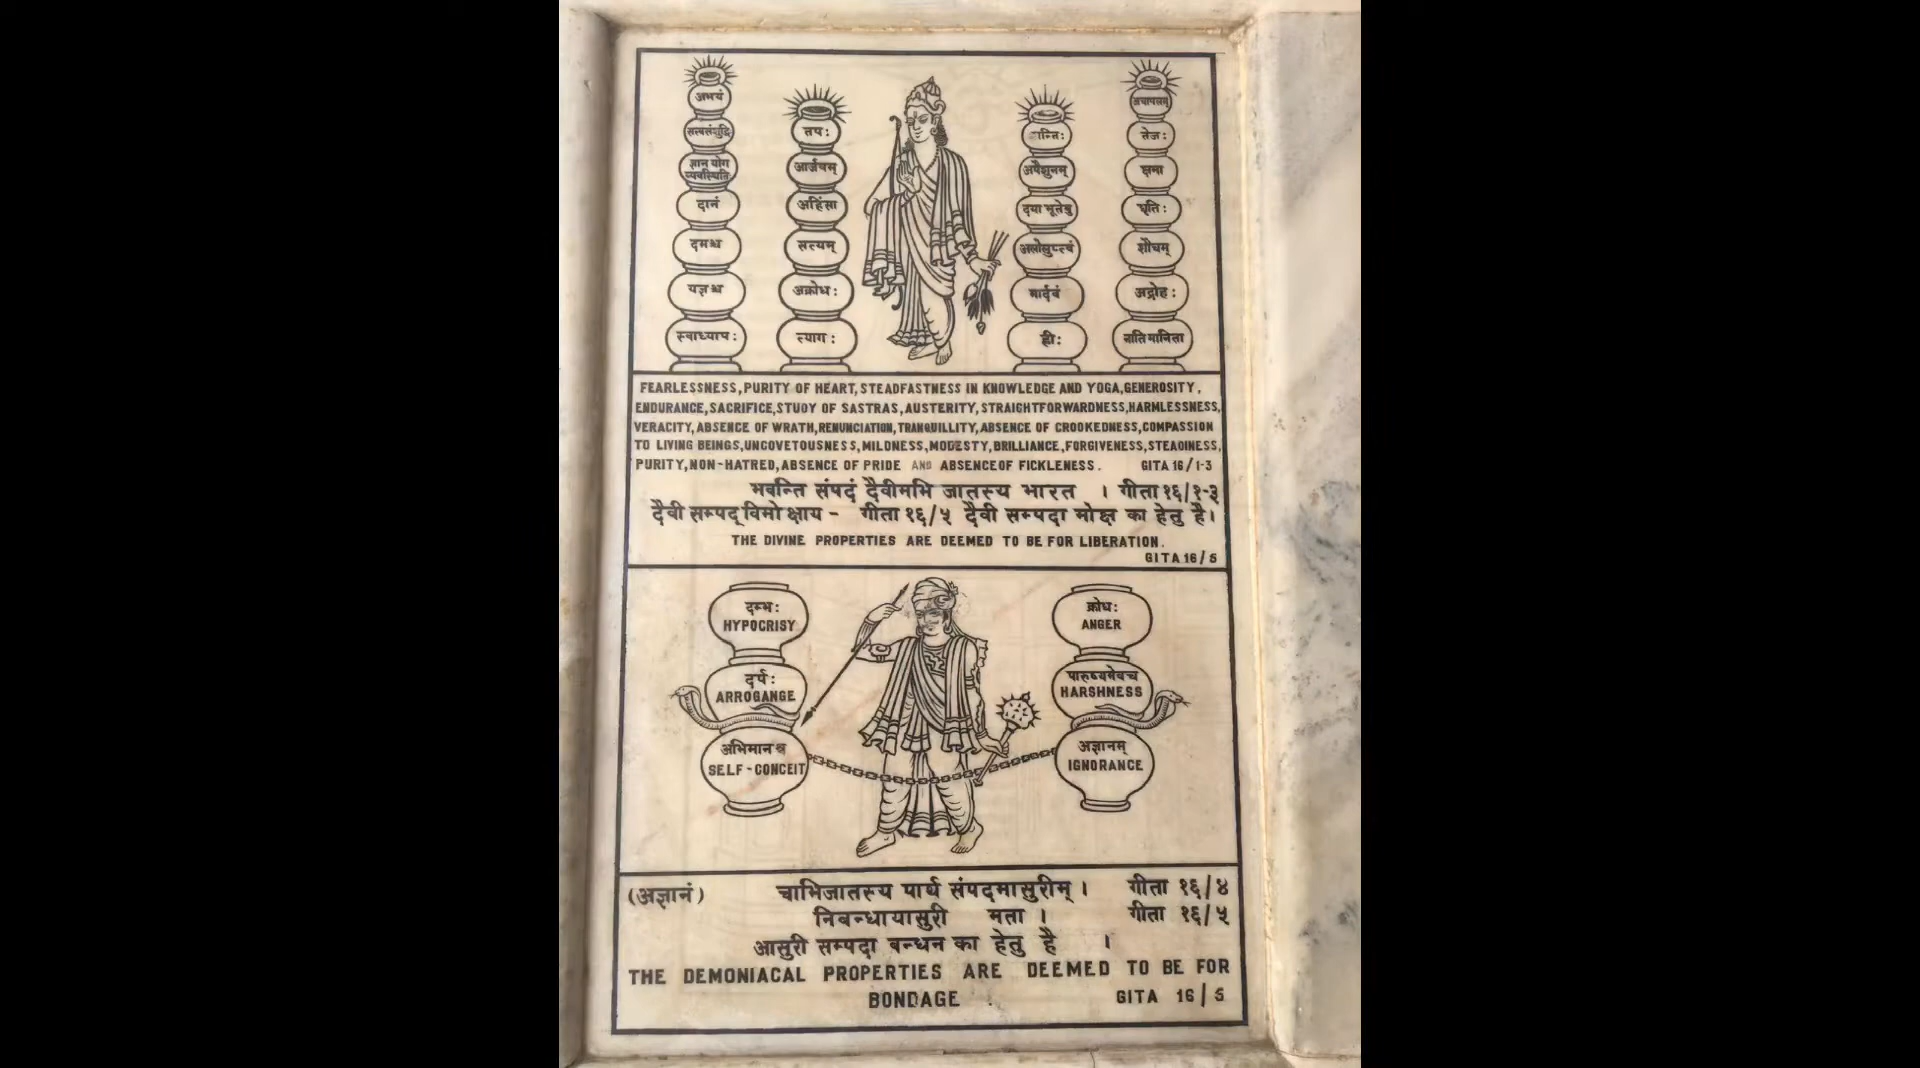 अभयं
सत्वसंशुद्धि
ज्ञान योग
व्यवस्थितिः
दानं
दमश्च
यज्ञश्च
स्वाध्यायः
तपः
आर्जवम्
अहिंसा
सत्यम्
अक्रोधः
त्यागः
अपैशुनम्
दया भूतेषु
अलोलुप्त्वं
मार्दवं
ह्रीः
अचापलम्
तेजः
क्षमा
धृतिः
शौचम्
अद्रोहः
नातिमानिता
FEARLESSNESS, PURITY OF HEART, STEADFASTNESS IN KNOWLEDGE AND YOGA, GENEROSITY,
ENDURANCE, SACRIFICE, STUDY OF SASTRAS, AUSTERITY, STRAIGHTFORWARDNESS, HARMLESSNESS,
VERACITY, ABSENCE OF WRATH, RENUNCIATION, TRANQUILLITY, ABSENCE OF CROOKEDNESS, COMPASSION
TO LIVING BEINGS, UNCOVETOUSNESS, MILDNESS, MODESTY, BRILLIANCE, FORGIVENESS, STEADINESS,
PURITY, NON-HATRED, ABSENCE OF PRIDE AND ABSENCE OF FICKLENESS. GITA 16/1-3
भवन्ति संपदं दैवीमभि जातस्य भारत । गीता १६/१-३
दैवी सम्पद् विमोक्षाय - गीता १६/५ दैवी सम्पदा मोक्ष का हेतु है।
THE DIVINE PROPERTIES ARE DEEMED TO BE FOR LIBERATION.
GITA 16/5
दम्भः
HYPOCRISY
दर्पः
ARROGANGE
अभिमानश्च
SELF-CONCEIT
क्रोधः
ANGER
पारुष्यमेवच
HARSHNESS
अज्ञानम्
IGNORANCE
(अज्ञानं) चाभिजातस्य पार्थ संपदमासुरीम् । गीता १६/४
निबन्धायासुरी मता । गीता १६/५
आसुरी सम्पदा बन्धन का हेतु है ।
THE DEMONIACAL PROPERTIES ARE DEEMED TO BE FOR
BONDAGE . GITA 16/5